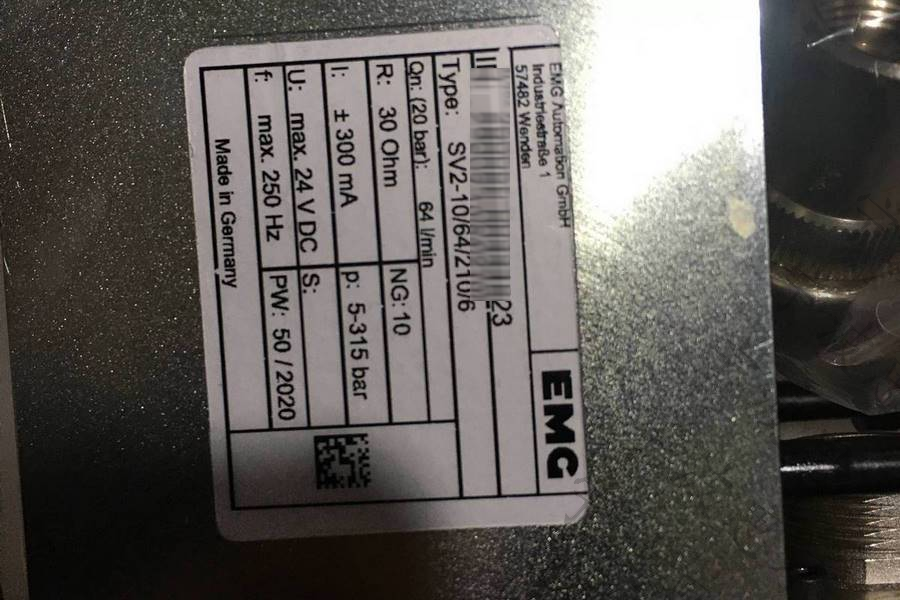 EMG Automation GmbH
Industriestraße 1
57482 Wenden
EMG
23
Type: SV2-10/64/210/6
Qn: (20 bar): 64 l/min
R: 30 Ohm NG: 10
I: ± 300 mA p: 5-315 bar
U: max. 24 V DC S:
f: max. 250 Hz PW: 50 / 2020
Made in Germany